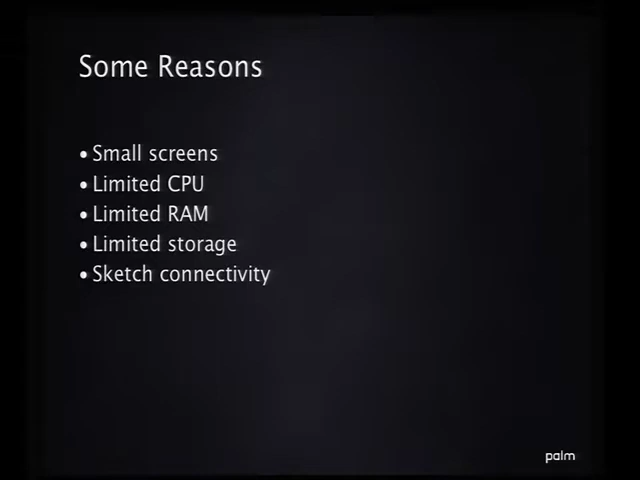 Some Reasons
• Small screens
• Limited CPU
• Limited RAM
• Limited storage
• Sketch connectivity
palm